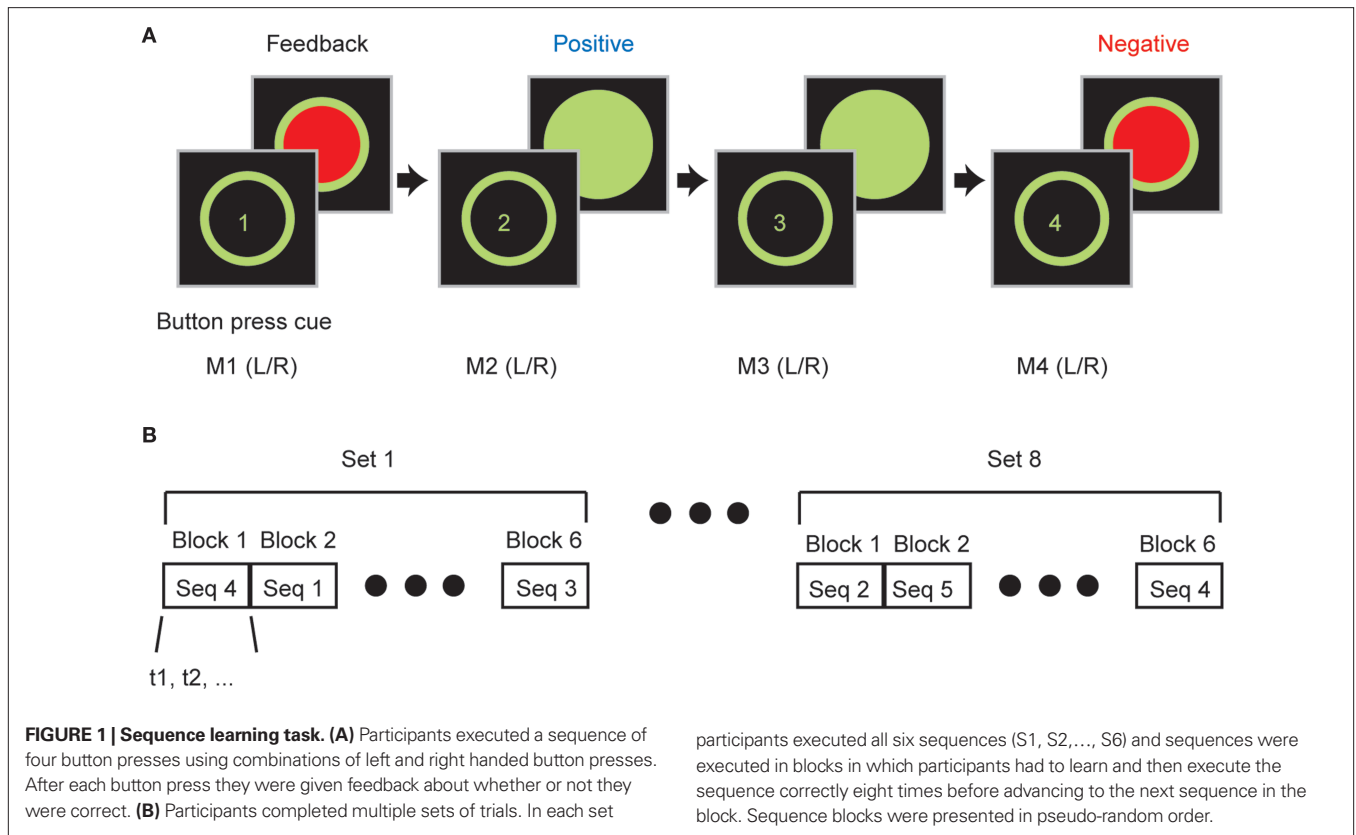 A
Feedback
Positive
Negative
1
2
3
4
Button press cue
M1 (L/R)
M2 (L/R)
M3 (L/R)
M4 (L/R)
B
Set 1
Set 8
Block 1 Block 2
Block 6
Block 1 Block 2
Block 6
Seq 4
Seq 1
Seq 3
Seq 2
Seq 5
Seq 4
t1, t2, ...
FIGURE 1 | Sequence learning task. (A) Participants executed a sequence of
four button presses using combinations of left and right handed button presses.
After each button press they were given feedback about whether or not they
were correct. (B) Participants completed multiple sets of trials. In each set
participants executed all six sequences (S1, S2,…, S6) and sequences were
executed in blocks in which participants had to learn and then execute the
sequence correctly eight times before advancing to the next sequence in the
block. Sequence blocks were presented in pseudo-random order.